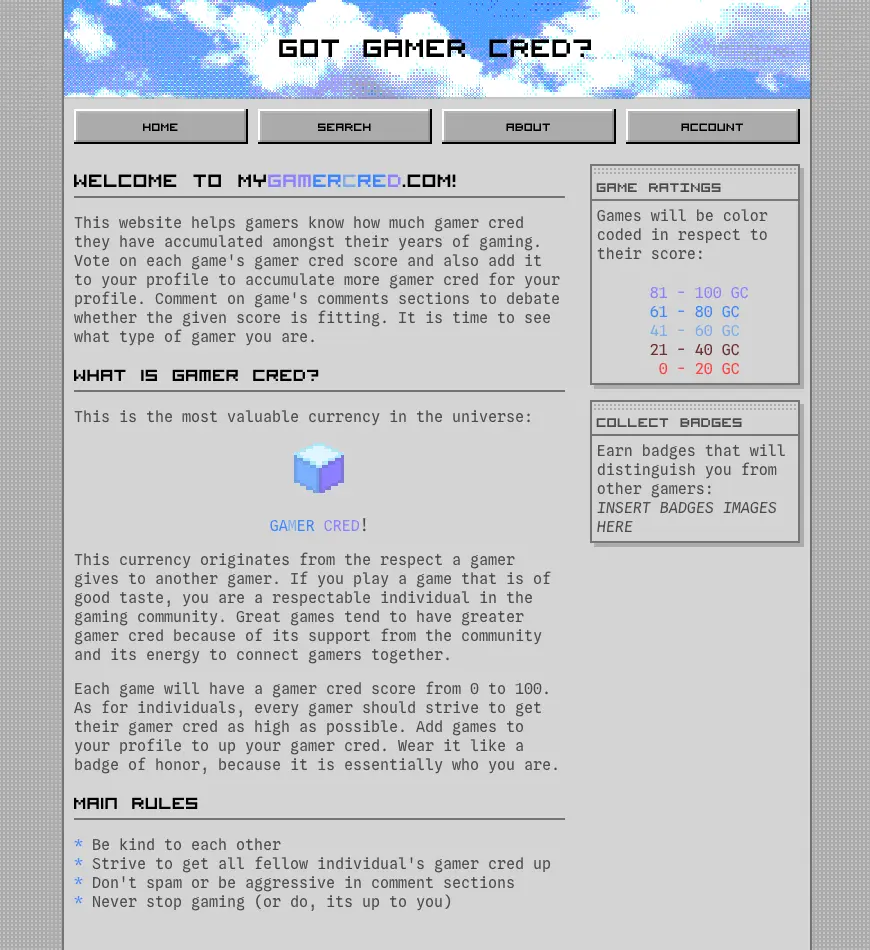 GOT GAMER CRED?
HOME
SEARCH
ABOUT
ACCOUNT
WELCOME TO MYGAMERCRED.COM!
This website helps gamers know how much gamer cred
they have accumulated amongst their years of gaming.
Vote on each game's gamer cred score and also add it
to your profile to accumulate more gamer cred for your
profile. Comment on game's comments sections to debate
whether the given score is fitting. It is time to see
what type of gamer you are.
WHAT IS GAMER CRED?
This is the most valuable currency in the universe:
GAMER CRED!
This currency originates from the respect a gamer
gives to another gamer. If you play a game that is of
good taste, you are a respectable individual in the
gaming community. Great games tend to have greater
gamer cred because of its support from the community
and its energy to connect gamers together.
Each game will have a gamer cred score from 0 to 100.
As for individuals, every gamer should strive to get
their gamer cred as high as possible. Add games to
your profile to up your gamer cred. Wear it like a
badge of honor, because it is essentially who you are.
MAIN RULES
* Be kind to each other
* Strive to get all fellow individual's gamer cred up
* Don't spam or be aggressive in comment sections
* Never stop gaming (or do, its up to you)
GAME RATINGS
Games will be color
coded in respect to
their score:
81 - 100 GC
61 - 80 GC
41 - 60 GC
21 - 40 GC
0 - 20 GC
COLLECT BADGES
Earn badges that will
distinguish you from
other gamers:
INSERT BADGES IMAGES
HERE